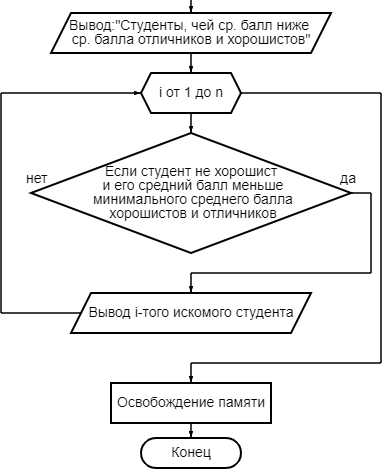 Вывод:"Студенты, чей ср. балл ниже
ср. балла отличников и хорошистов"
i от 1 до n
Если студент не хорошист
и его средний балл меньше
минимального среднего балла
хорошистов и отличников
нет
да
Вывод i-того искомого студента
Освобождение памяти
Конец